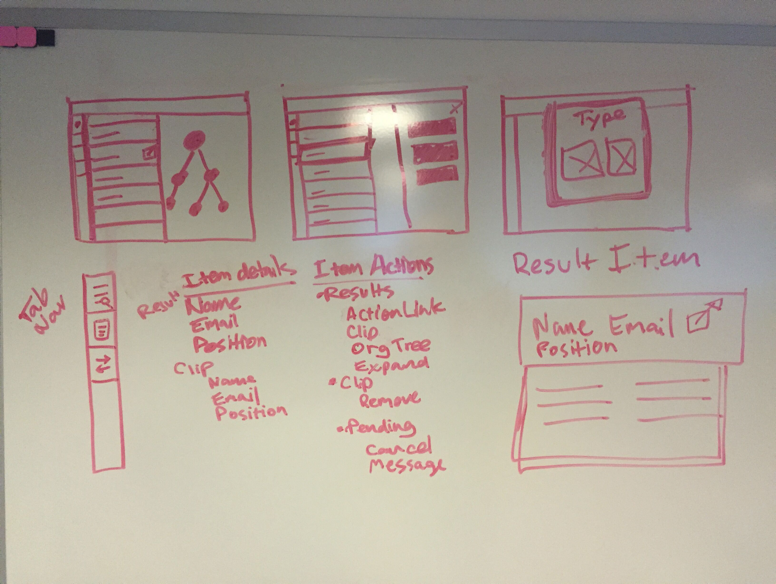 Type
Tab
Nav
Item details
Result
Name
Email
Position
Clip
Name
Email
Position
Item Actions
•Results
ActionLink
Clip
OrgTree
Expand
•Clip
Remove
•Pending
Cancel
Message
Result Item
Name Email
Position